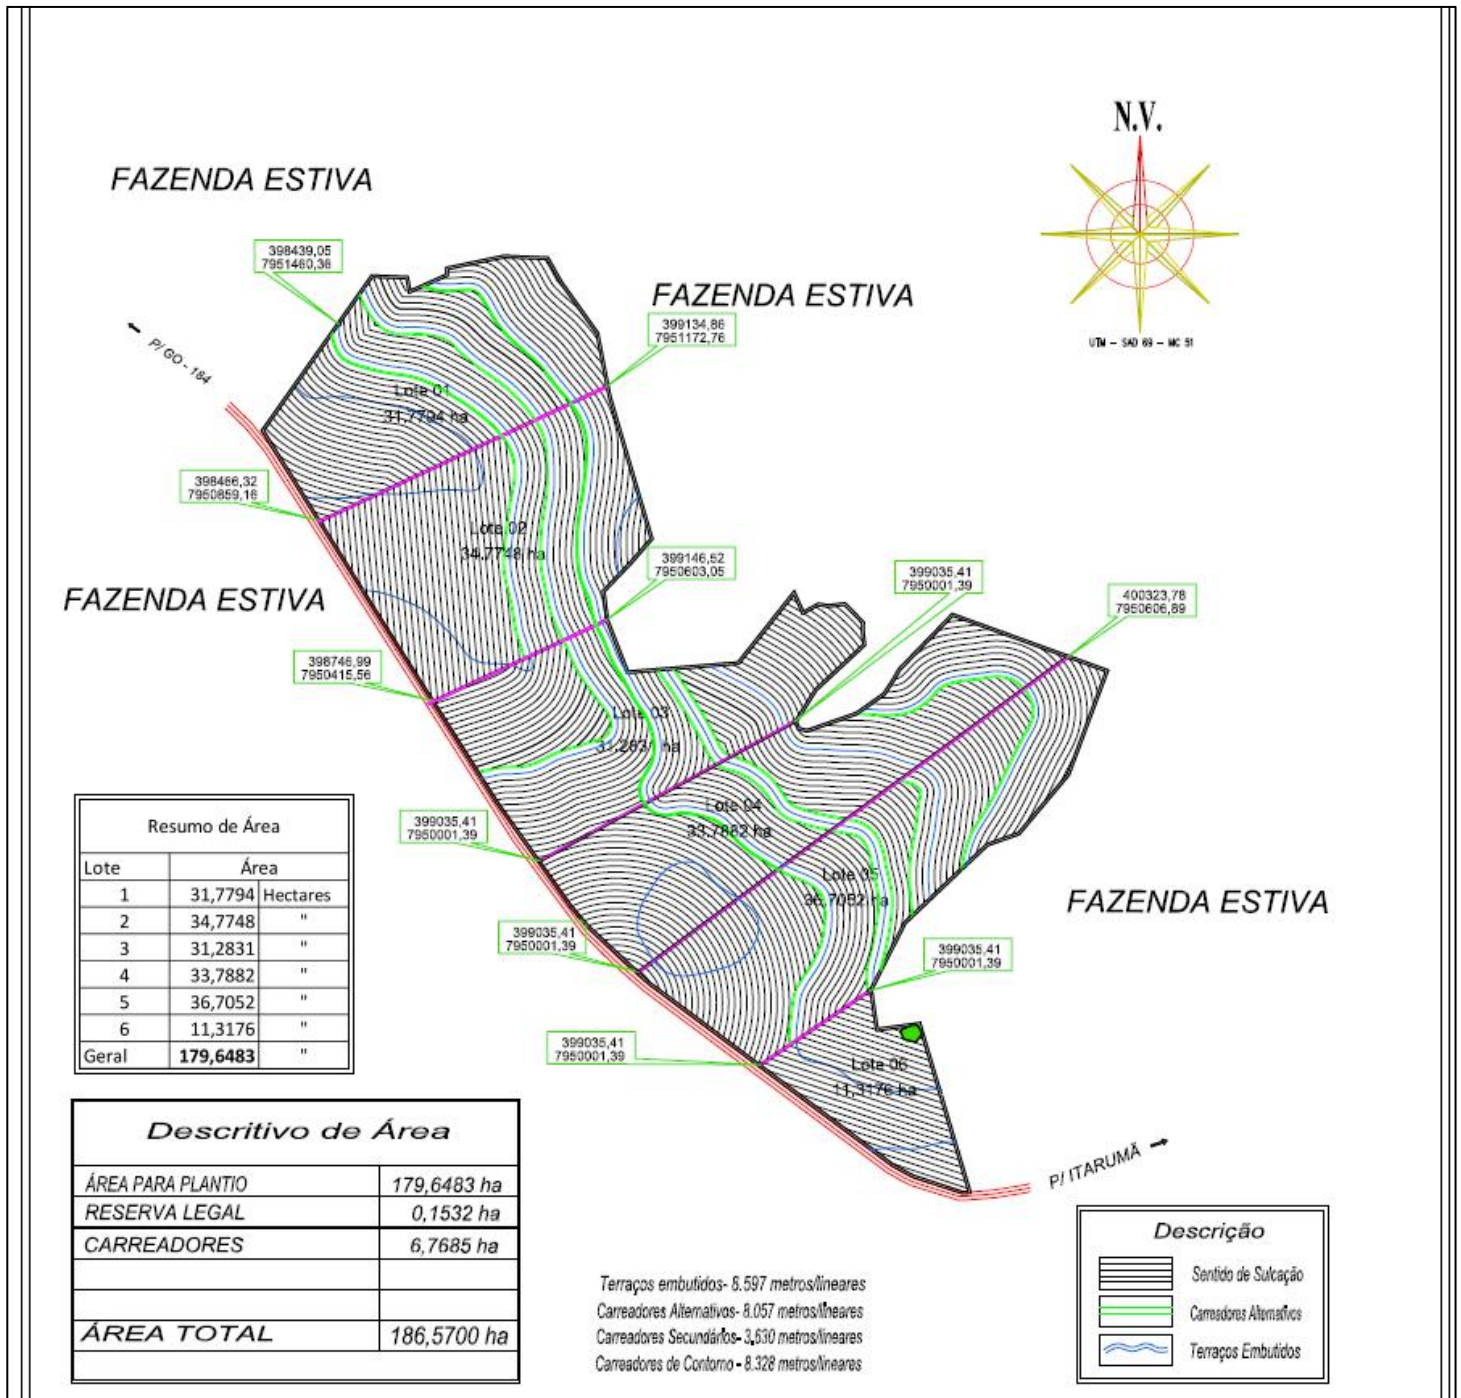 N.V.
UTM – SAD 69 – MC 51
FAZENDA ESTIVA
398439,05
7951460,36
FAZENDA ESTIVA
399134,86
7951172,76
P/ GO - 184
Lote 01
31,7794 ha
398466,32
7950859,16
Lote 02
34,7748 ha
399146,52
7950603,05
399035,41
7950001,39
400323,78
7950606,89
FAZENDA ESTIVA
398746,99
7950415,56
Lote 03
31,2831 ha
399035,41
7950001,39
Lote 04
33,7882 ha
Lote 05
36,7052 ha
FAZENDA ESTIVA
399035,41
7950001,39
399035,41
7950001,39
399035,41
7950001,39
Lote 06
11,3176 ha
P/ ITARUMÃ
Resumo de Área
Lote Área
1 31,7794 Hectares
2 34,7748 "
3 31,2831 "
4 33,7882 "
5 36,7052 "
6 11,3176 "
Geral 179,6483 "
Descritivo de Área
ÁREA PARA PLANTIO 179,6483 ha
RESERVA LEGAL 0,1532 ha
CARREADORES 6,7685 ha
ÁREA TOTAL 186,5700 ha
Terraços embutidos- 8.597 metros/lineares
Carreadores Alternativos- 8.057 metros/lineares
Carreadores Secundários- 3,630 metros/lineares
Carreadores de Contorno - 8.328 metros/lineares
Descrição
Sentido de Sulcação
Carreadores Alternativos
Terraços Embutidos